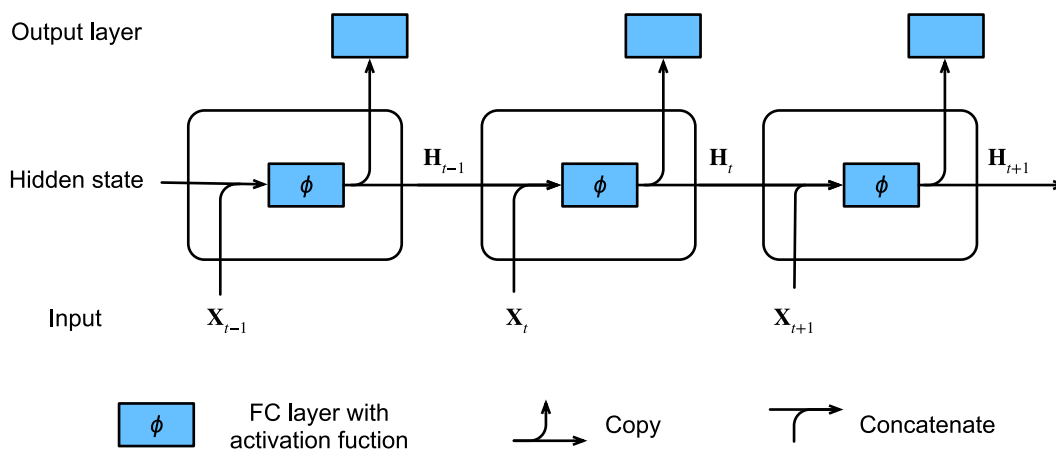 Output layer
Hidden state
ϕ
H_{t−1}
ϕ
H_t
ϕ
H_{t+1}
Input
X_{t−1}
X_t
X_{t+1}
ϕ
FC layer with
activation fuction
Copy
Concatenate